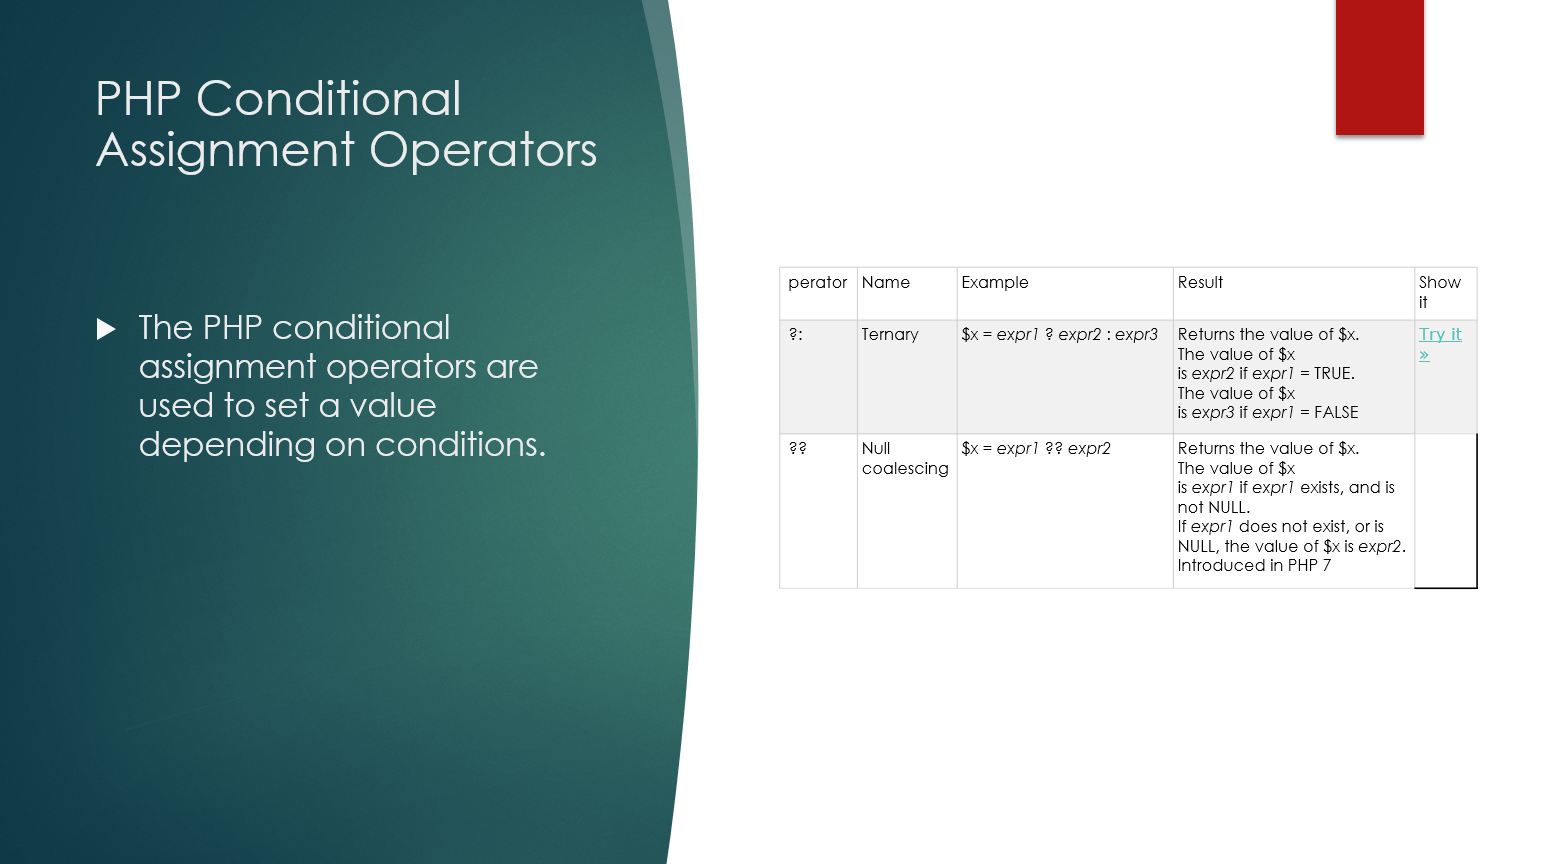 PHP Conditional
Assignment Operators
The PHP conditional
assignment operators are
used to set a value
depending on conditions.
perator Name Example Result Show
it
?: Ternary $x = expr1 ? expr2 : expr3 Returns the value of $x. Try it
The value of $x »
is expr2 if expr1 = TRUE.
The value of $x
is expr3 if expr1 = FALSE
?? Null $x = expr1 ?? expr2 Returns the value of $x.
coalescing The value of $x
is expr1 if expr1 exists, and is
not NULL.
If expr1 does not exist, or is
NULL, the value of $x is expr2.
Introduced in PHP 7